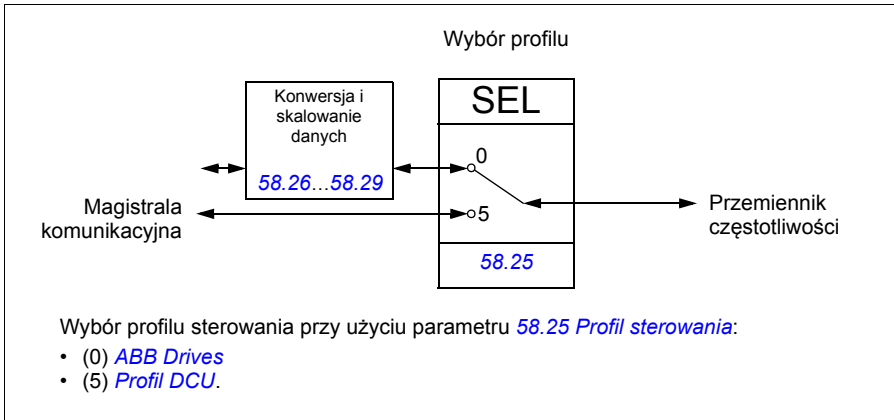 Wybór profilu
Konwersja i
skalowanie
danych
58.26...58.29
SEL
0
5
58.25
Magistrala
komunikacyjna
Przemiennik
częstotliwości
Wybór profilu sterowania przy użyciu parametru 58.25 Profil sterowania:
• (0) ABB Drives
• (5) Profil DCU.